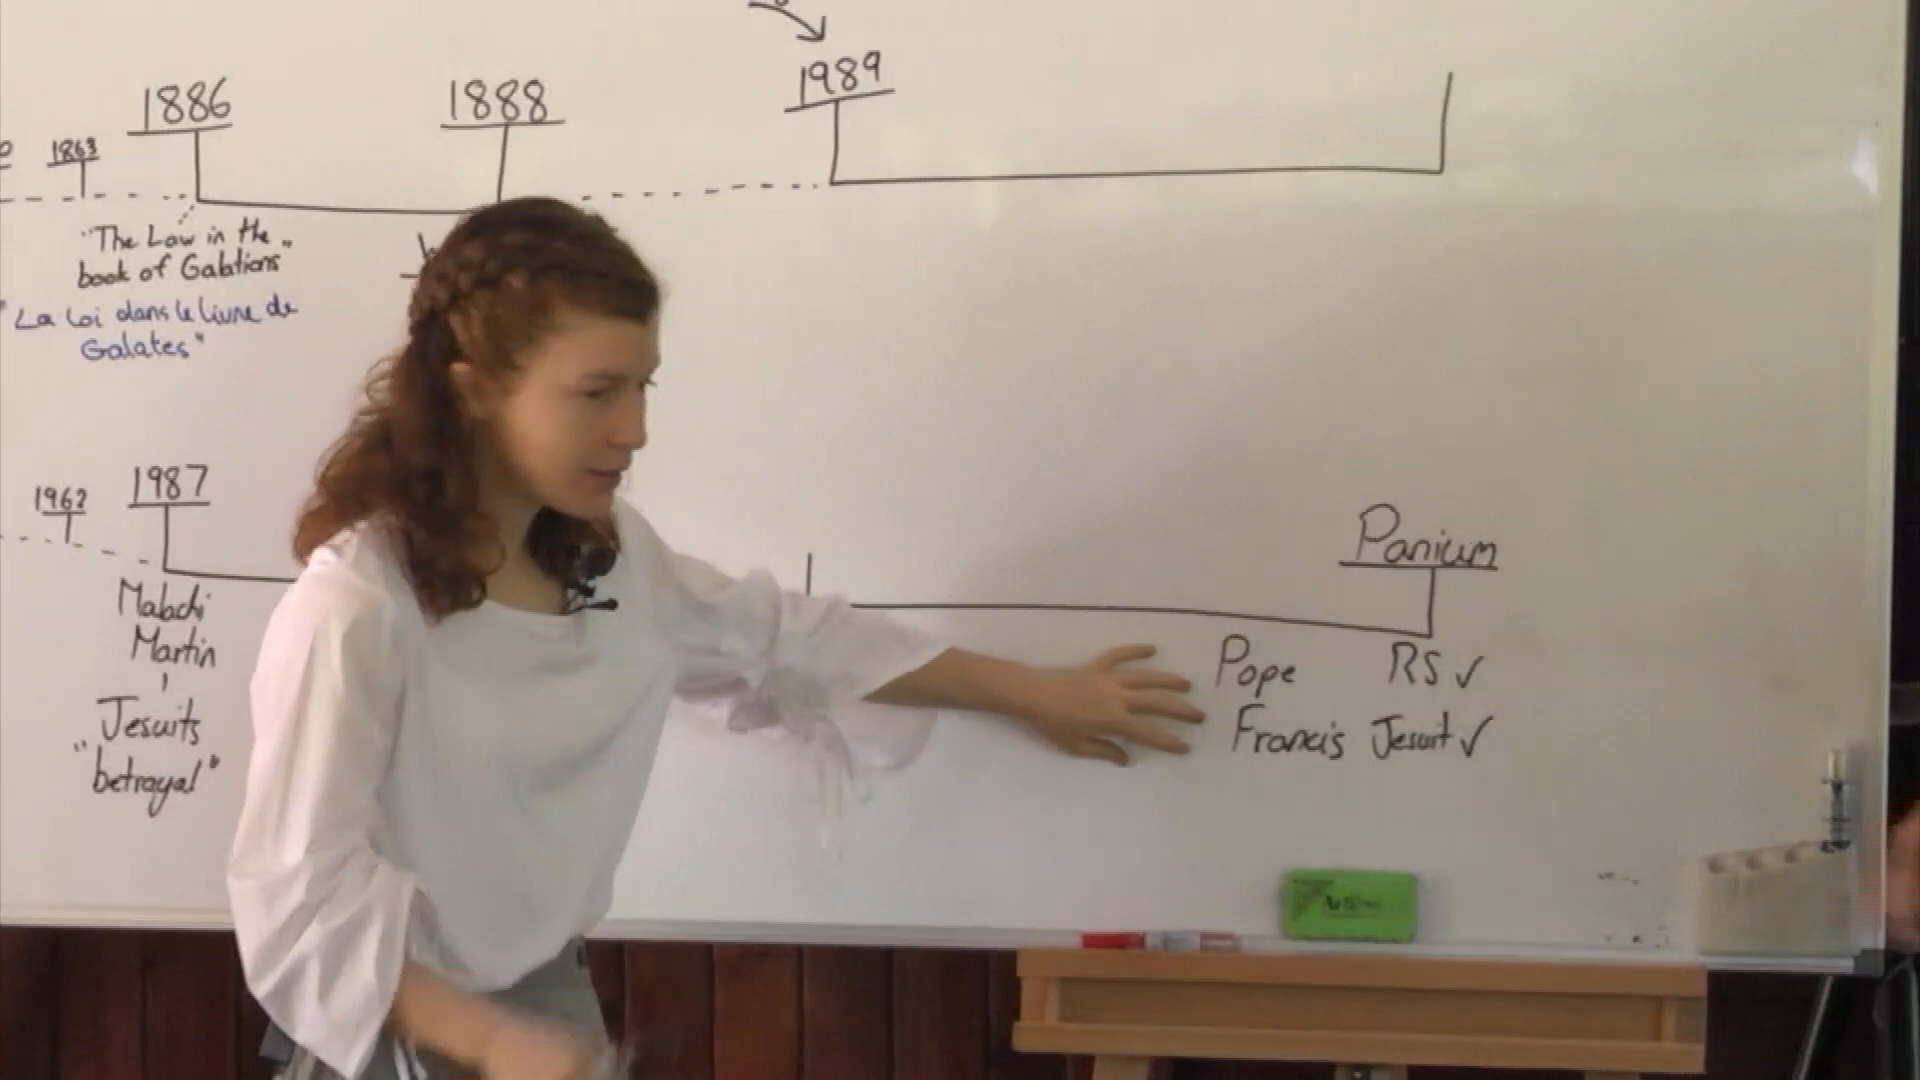 1989
1886
1888
1863
"The Law in the
book of Galatians"
"La Loi dans le livre de
Galates"
1987
1962
Panium
Malachi
Martin
Jesuits
"betrayal"
Pope RS ✓
Francis Jesuit ✓